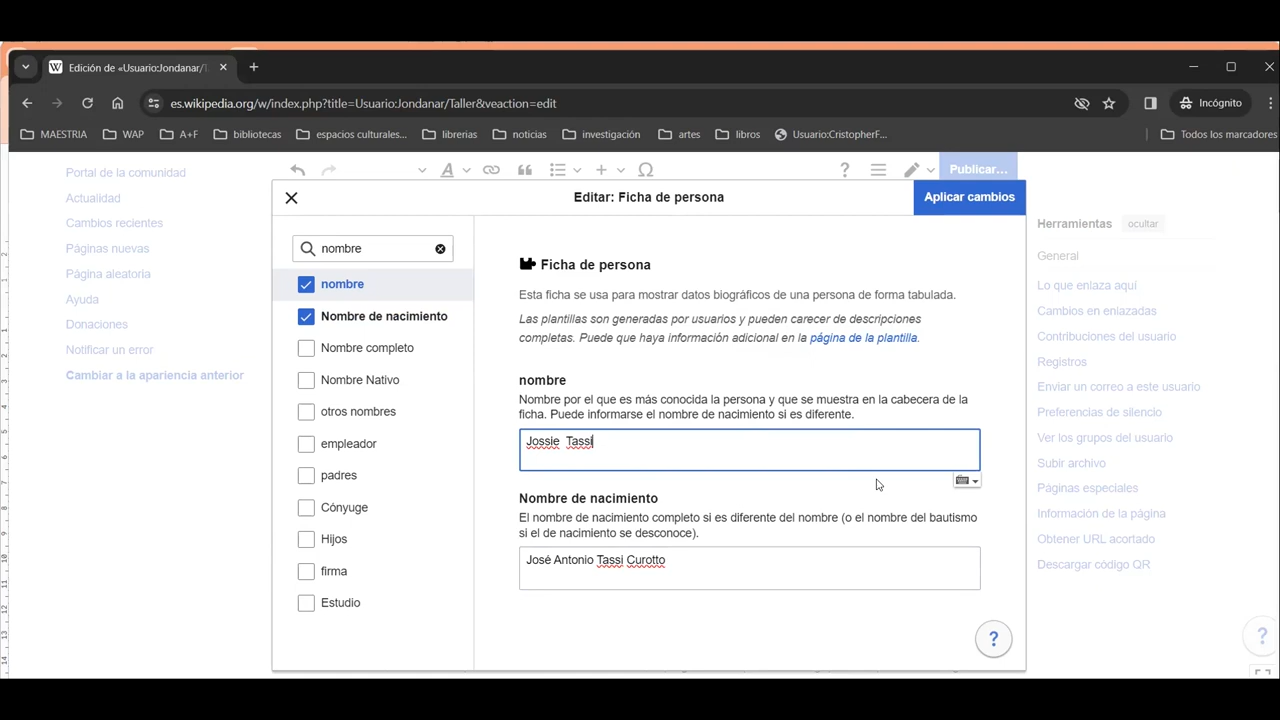 Edición de «Usuario:Jondanar/T
es.wikipedia.org/w/index.php?title=Usuario:Jondanar/Taller&veaction=edit
Incógnito
MAESTRIA
WAP
A+F
bibliotecas
espacios culturales...
librerias
noticias
investigación
artes
libros
Usuario:CristopherF...
Todos los marcadores
Portal de la comunidad
Actualidad
Cambios recientes
Páginas nuevas
Página aleatoria
Ayuda
Donaciones
Notificar un error
Cambiar a la apariencia anterior
A
Ω
?
Publicar...
Editar: Ficha de persona
Aplicar cambios
nombre
nombre
Nombre de nacimiento
Nombre completo
Nombre Nativo
otros nombres
empleador
padres
Cónyuge
Hijos
firma
Estudio
Ficha de persona
Esta ficha se usa para mostrar datos biográficos de una persona de forma tabulada.
Las plantillas son generadas por usuarios y pueden carecer de descripciones
completas. Puede que haya información adicional en la página de la plantilla.
nombre
Nombre por el que es más conocida la persona y que se muestra en la cabecera de la
ficha. Puede informarse el nombre de nacimiento si es diferente.
Jossie  Tassi
Nombre de nacimiento
El nombre de nacimiento completo si es diferente del nombre (o el nombre del bautismo
si el de nacimiento se desconoce).
José Antonio Tassi Curotto
?
Herramientas
ocultar
General
Lo que enlaza aquí
Cambios en enlazadas
Contribuciones del usuario
Registros
Enviar un correo a este usuario
Preferencias de silencio
Ver los grupos del usuario
Subir archivo
Páginas especiales
Información de la página
Obtener URL acortado
Descargar código QR
?